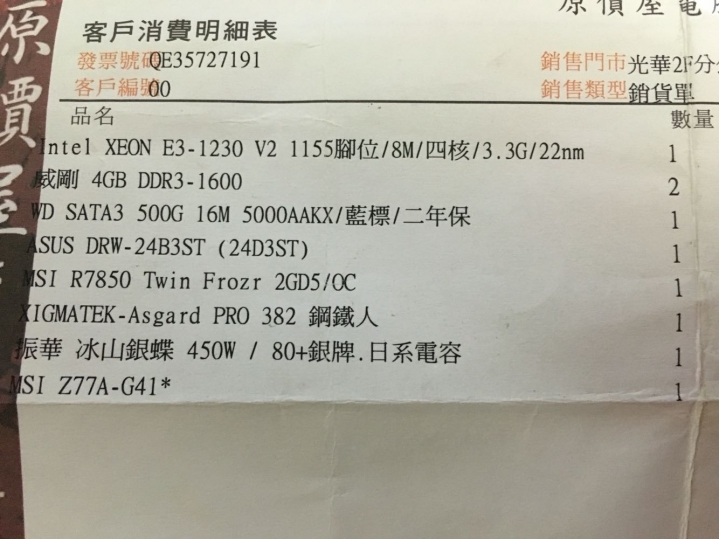 原價屋
原價屋電
客戶消費明細表
發票號碼QE35727191
銷售門市光華2F分
客戶編號00
銷售類型銷貨單
品名
數量
Intel XEON E3-1230 V2 1155腳位/8M/四核/3.3G/22nm 1
威剛 4GB DDR3-1600 2
WD SATA3 500G 16M 5000AAKX/藍標/二年保 1
ASUS DRW-24B3ST (24D3ST) 1
MSI R7850 Twin Frozr 2GD5/OC 1
XIGMATEK-Asgard PRO 382 鋼鐵人 1
振華 冰山銀蝶 450W / 80+銀牌.日系電容 1
MSI Z77A-G41* 1